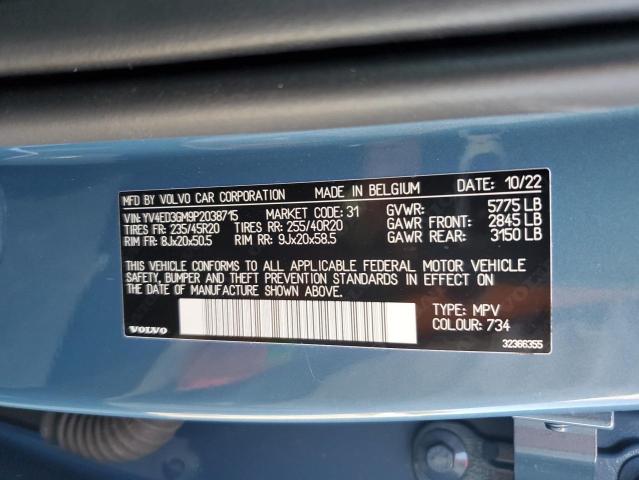 MFD BY VOLVO CAR CORPORATION MADE IN BELGIUM DATE: 10/22
VIN: YV4ED3GM9P2038715 MARKET CODE: 31 GVWR: 5775 LB
TIRES FR: 235/45R20 TIRES RR: 255/40R20 GAWR FRONT: 2845 LB
RIM FR: 8Jx20x50.5 RIM RR: 9Jx20x58.5 GAWR REAR: 3150 LB
THIS VEHICLE CONFORMS TO ALL APPLICABLE FEDERAL MOTOR VEHICLE
SAFETY, BUMPER AND THEFT PREVENTION STANDARDS IN EFFECT ON
THE DATE OF MANUFACTURE SHOWN ABOVE.
TYPE: MPV
COLOUR: 734
VOLVO
32366355